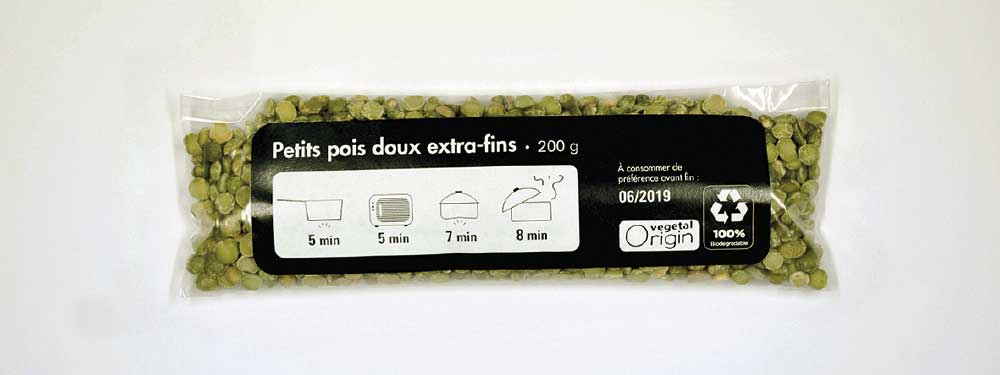 Petits pois doux extra-fins • 200 g
5 min 5 min 7 min 8 min
À consommer de
préférence avant fin :
06/2019
vegetal
Origin
100%
Biodegradable